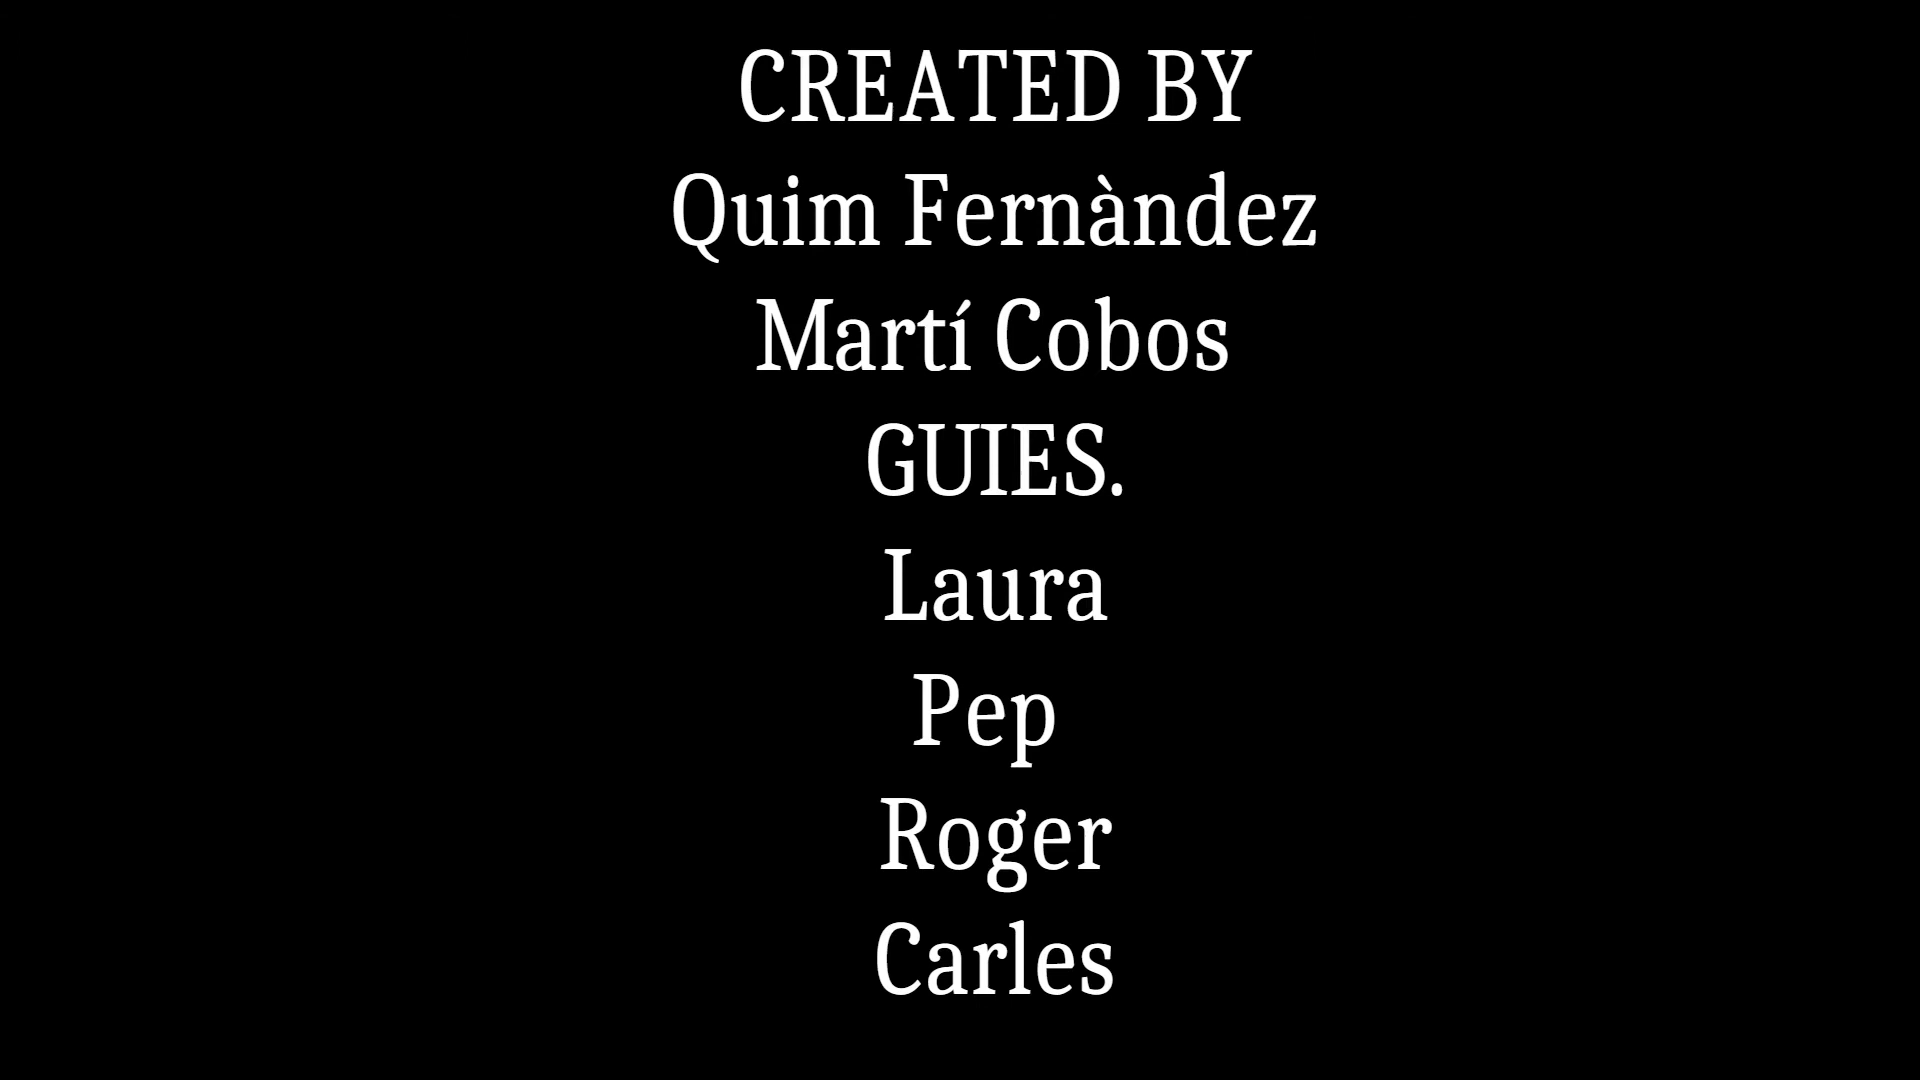 CREATED BY
Quim Fernàndez
Martí Cobos
GUIES.
Laura
Pep
Roger
Carles